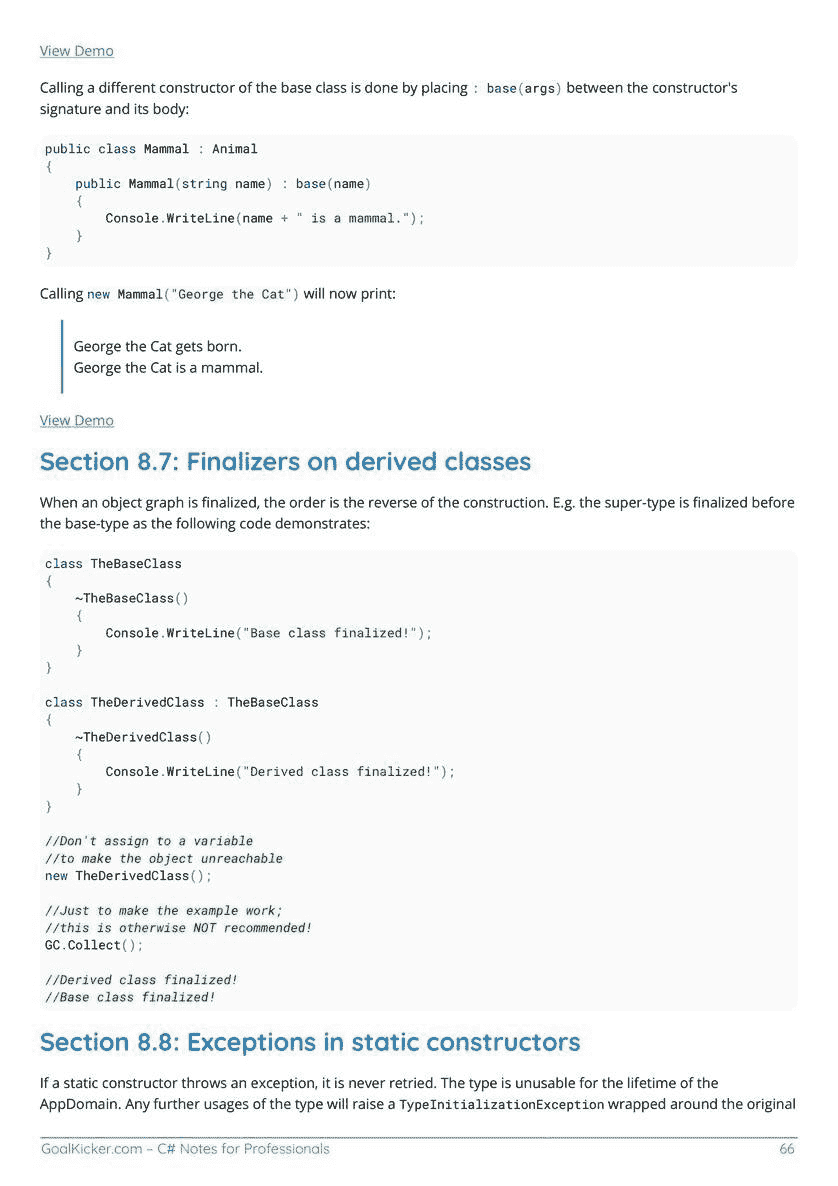 View Demo
Calling a different constructor of the base class is done by placing : base(args) between the constructor's
signature and its body:
public class Mammal : Animal
{
    public Mammal(string name) : base(name)
    {
        Console.WriteLine(name + " is a mammal.");
    }
}
Calling new Mammal("George the Cat") will now print:
George the Cat gets born.
George the Cat is a mammal.
View Demo
Section 8.7: Finalizers on derived classes
When an object graph is finalized, the order is the reverse of the construction. E.g. the super-type is finalized before
the base-type as the following code demonstrates:
class TheBaseClass
{
    ~TheBaseClass()
    {
        Console.WriteLine("Base class finalized!");
    }
}
class TheDerivedClass : TheBaseClass
{
    ~TheDerivedClass()
    {
        Console.WriteLine("Derived class finalized!");
    }
}
//Don't assign to a variable
//to make the object unreachable
new TheDerivedClass();
//Just to make the example work;
//this is otherwise NOT recommended!
GC.Collect();
//Derived class finalized!
//Base class finalized!
Section 8.8: Exceptions in static constructors
If a static constructor throws an exception, it is never retried. The type is unusable for the lifetime of the
AppDomain. Any further usages of the type will raise a TypeInitializationException wrapped around the original
GoalKicker.com – C# Notes for Professionals 66